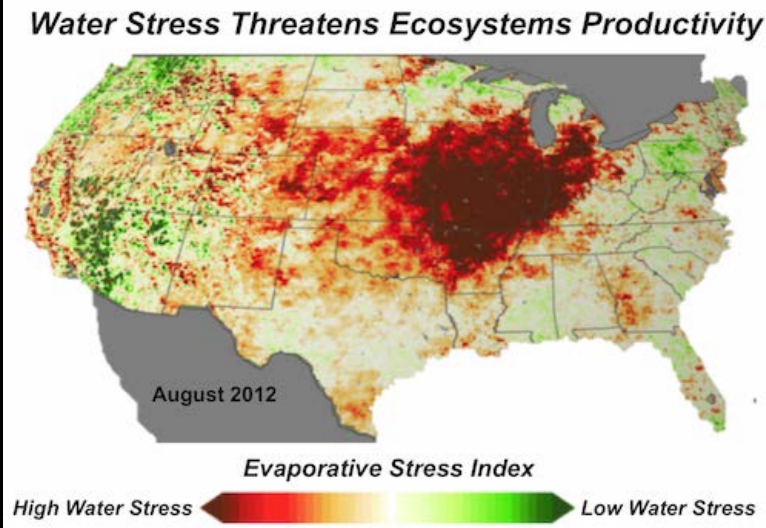 Water Stress Threatens Ecosystems Productivity
August 2012
Evaporative Stress Index
High Water Stress
Low Water Stress